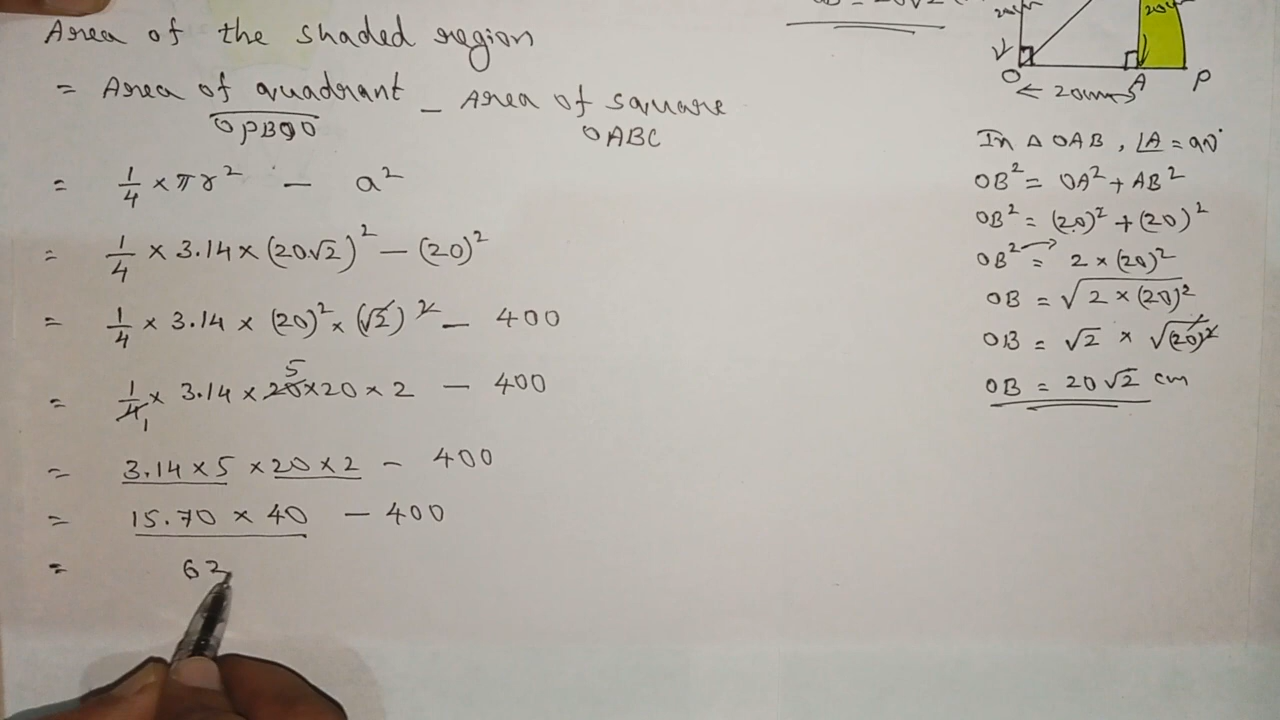 Area of the shaded region
= Area of quadrant - Area of square
OPBQO OABC
= 1/4 × πr² - a²
= 1/4 × 3.14 × (20√2)² - (20)²
= 1/4 × 3.14 × (20)² × (√2)² - 400
5
= 1/4 × 3.14 × 20 × 20 × 2 - 400
1
= 3.14 × 5 × 20 × 2 - 400
= 15.70 × 40 - 400
= 62
20cm
O A P
← 20cm →
In △OAB, ∠A = 90°
OB² = OA² + AB²
OB² = (20)² + (20)²
OB² = 2 × (20)²
OB = √2 × (20)²
OB = √2 × √(20)²
OB = 20√2 cm